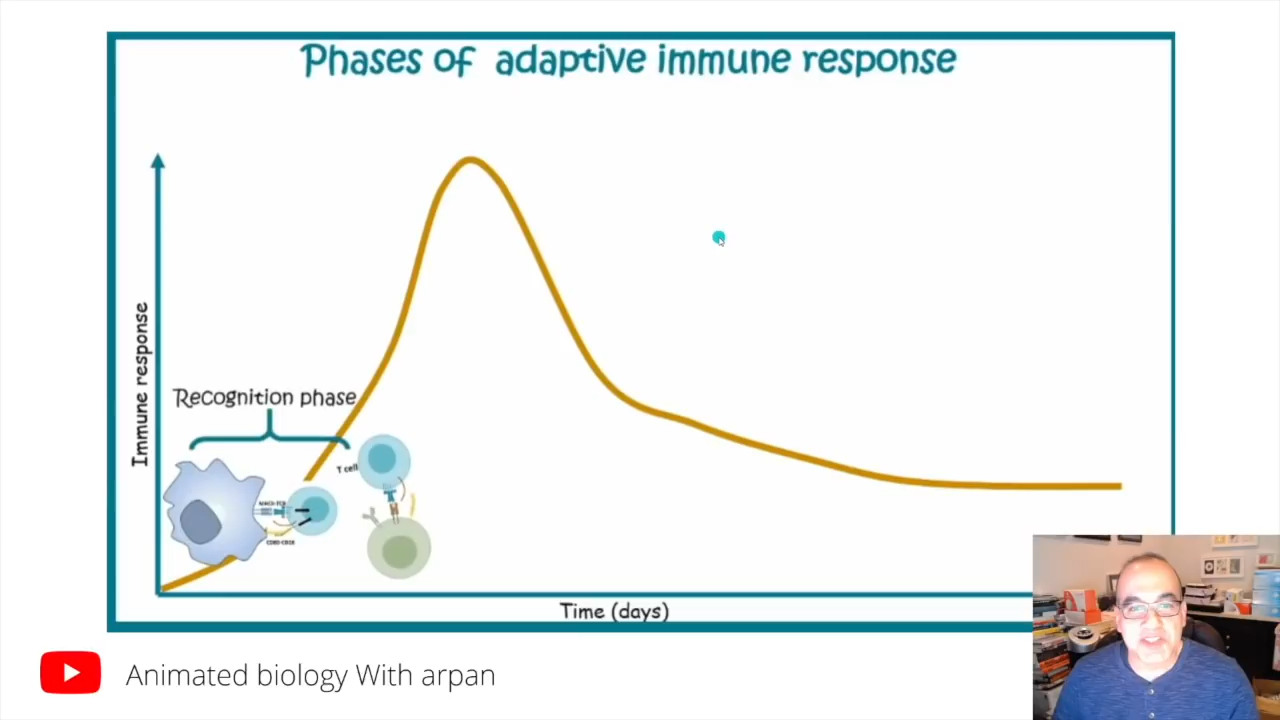 Phases of adaptive immune response
Immune response
Recognition phase
T cell
Time (days)
Animated biology With arpan